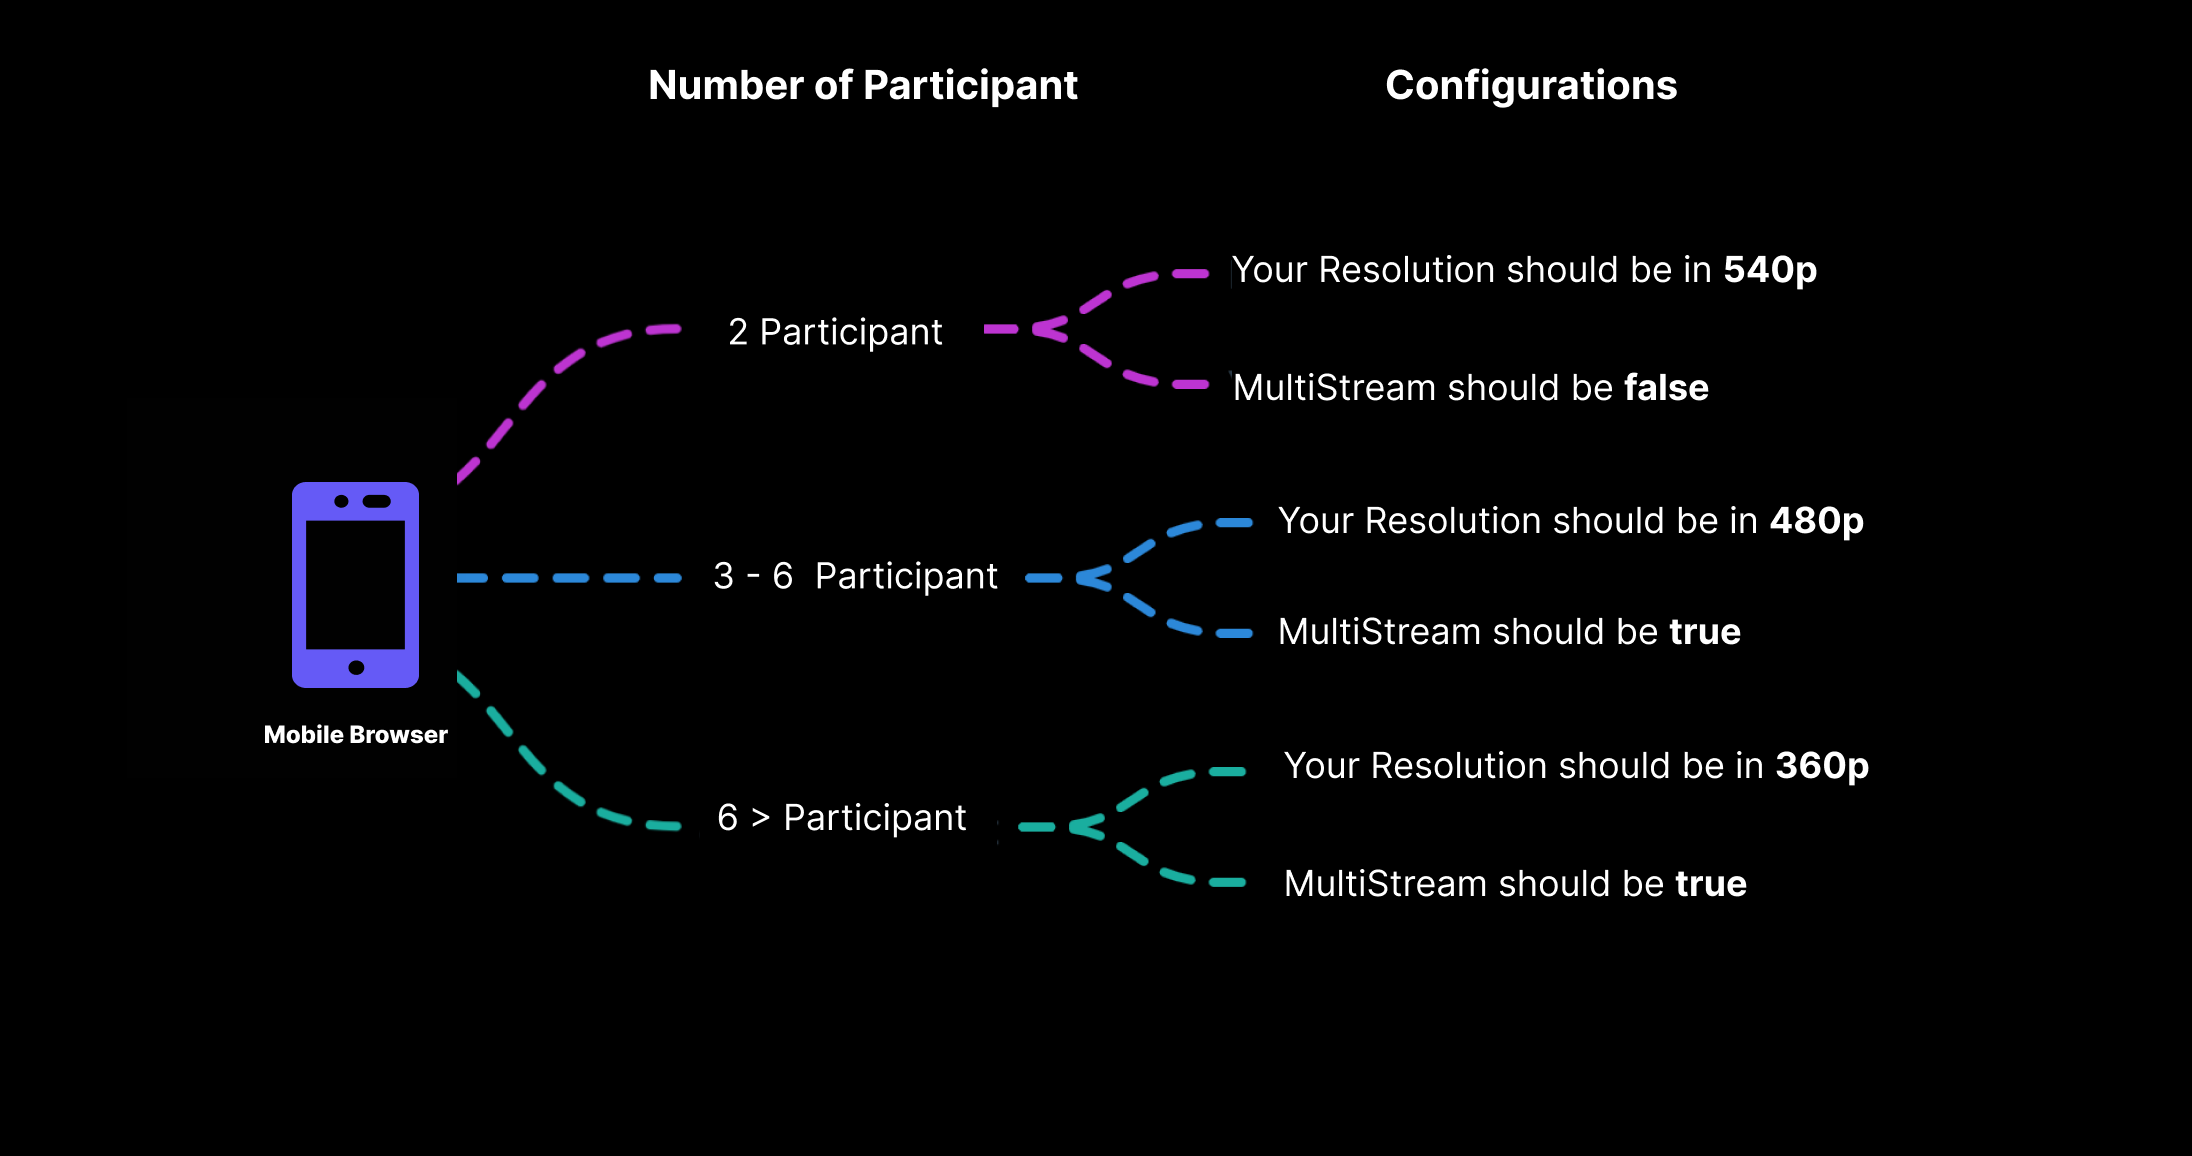 Number of Participant
Configurations
Your Resolution should be in 540p
2 Participant
MultiStream should be false
Your Resolution should be in 480p
3 - 6 Participant
MultiStream should be true
Mobile Browser
Your Resolution should be in 360p
6 > Participant
MultiStream should be true